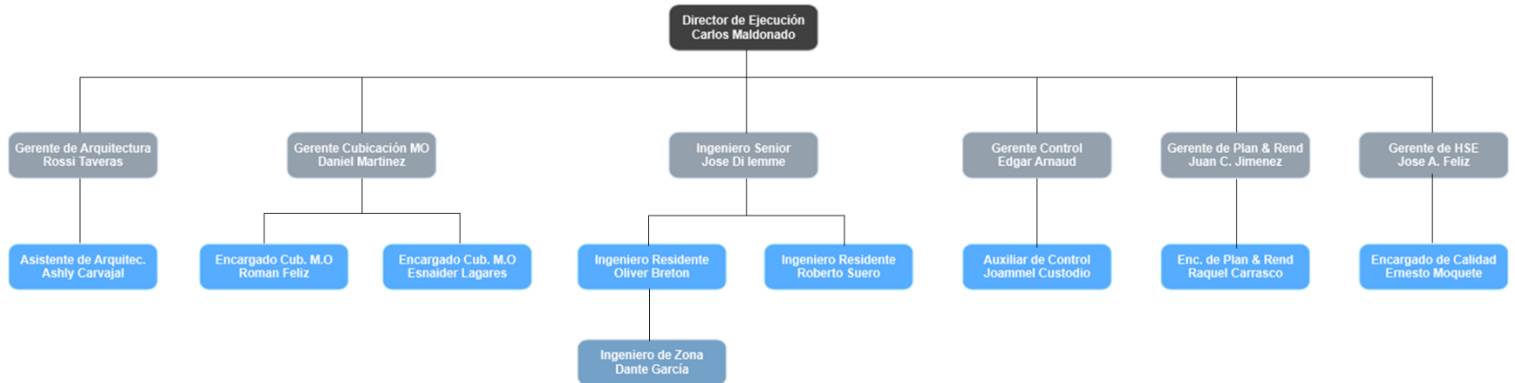 Director de Ejecución
Carlos Maldonado
Gerente de Arquitectura
Rossi Taveras
Gerente Cubicación MO
Daniel Martinez
Ingeniero Senior
Jose Di Iemme
Gerente Control
Edgar Arnaud
Gerente de Plan & Rend
Juan C. Jimenez
Gerente de HSE
Jose A. Feliz
Asistente de Arquitec.
Ashly Carvajal
Encargado Cub. M.O
Roman Feliz
Encargado Cub. M.O
Esnaider Lagares
Ingeniero Residente
Oliver Breton
Ingeniero Residente
Roberto Suero
Auxiliar de Control
Joammel Custodio
Enc. de Plan & Rend
Raquel Carrasco
Encargado de Calidad
Ernesto Moquete
Ingeniero de Zona
Dante García